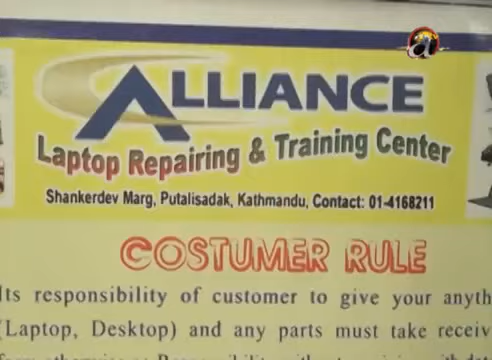 ALLIANCE
Laptop Repairing & Training Center
Shankerdev Marg, Putalisadak, Kathmandu, Contact: 01-4168211
COSTUMER RULE
Its responsibility of customer to give your anyth
(Laptop, Desktop) and any parts must take receiv